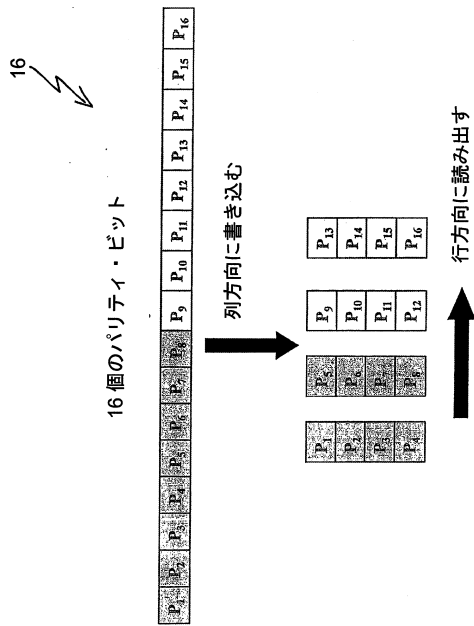 16
16 個のパリティ・ビット
P1 P2 P3 P4 P5 P6 P7 P8 P9 P10 P11 P12 P13 P14 P15 P16
列方向に書き込む
P1 P5 P9 P13
P2 P6 P10 P14
P3 P7 P11 P15
P4 P8 P12 P16
行方向に読み出す